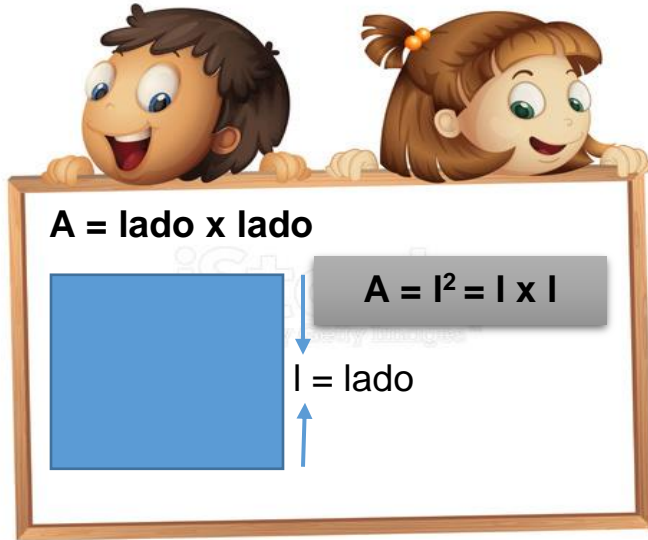 A = lado x lado
A = l² = l x l
l = lado